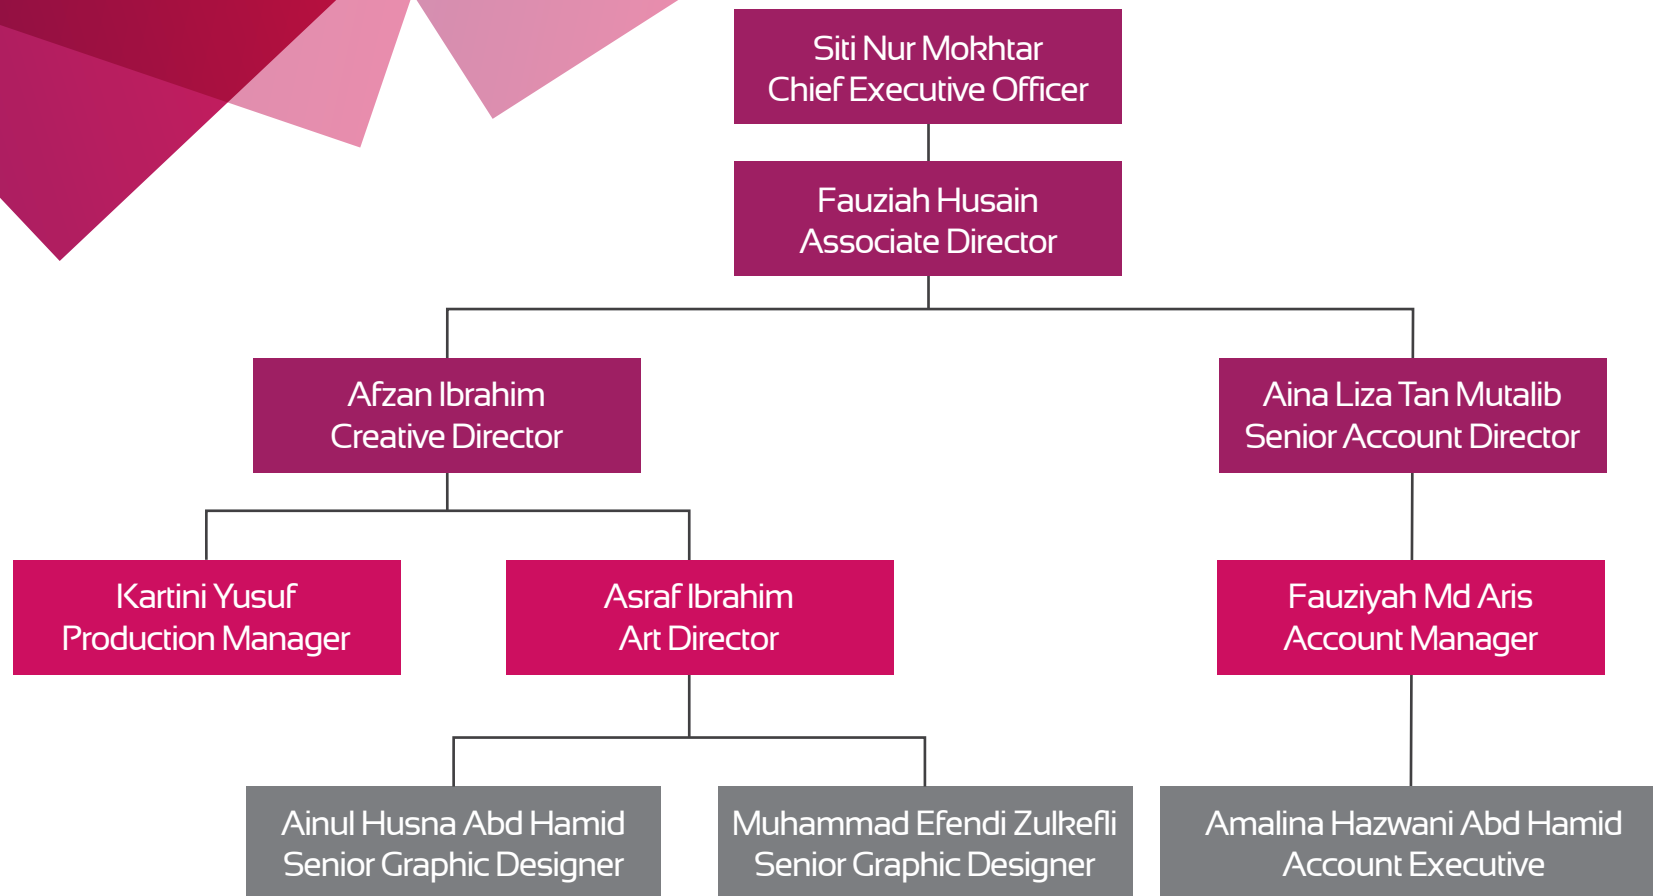 Siti Nur Mokhtar
Chief Executive Officer
Fauziah Husain
Associate Director
Afzan Ibrahim
Creative Director
Aina Liza Tan Mutalib
Senior Account Director
Kartini Yusuf
Production Manager
Asraf Ibrahim
Art Director
Fauziyah Md Aris
Account Manager
Ainul Husna Abd Hamid
Senior Graphic Designer
Muhammad Efendi Zulkefli
Senior Graphic Designer
Amalina Hazwani Abd Hamid
Account Executive